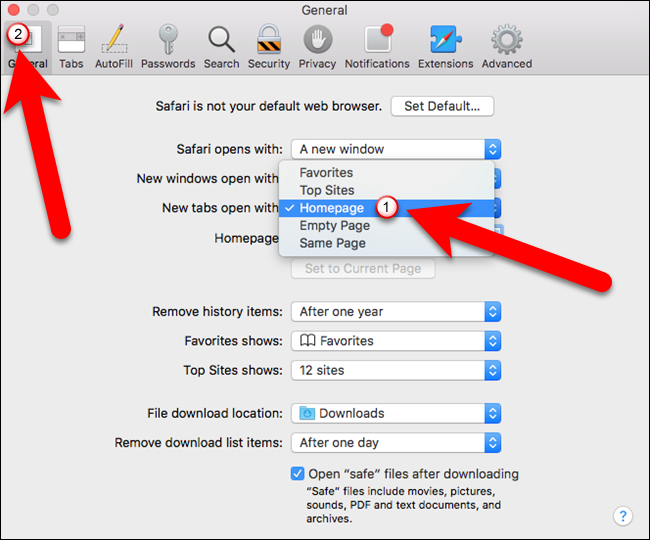 General
2
General
Tabs
AutoFill
Passwords
Search
Security
Privacy
Notifications
Extensions
Advanced
Safari is not your default web browser. Set Default...
Safari opens with: A new window
New windows open with
Favorites
Top Sites
New tabs open with ✓ Homepage 1
Empty Page
Homepage
Same Page
Set to Current Page
Remove history items: After one year
Favorites shows: Favorites
Top Sites shows: 12 sites
File download location: Downloads
Remove download list items: After one day
Open “safe” files after downloading
“Safe” files include movies, pictures,
sounds, PDF and text documents, and
archives.
?